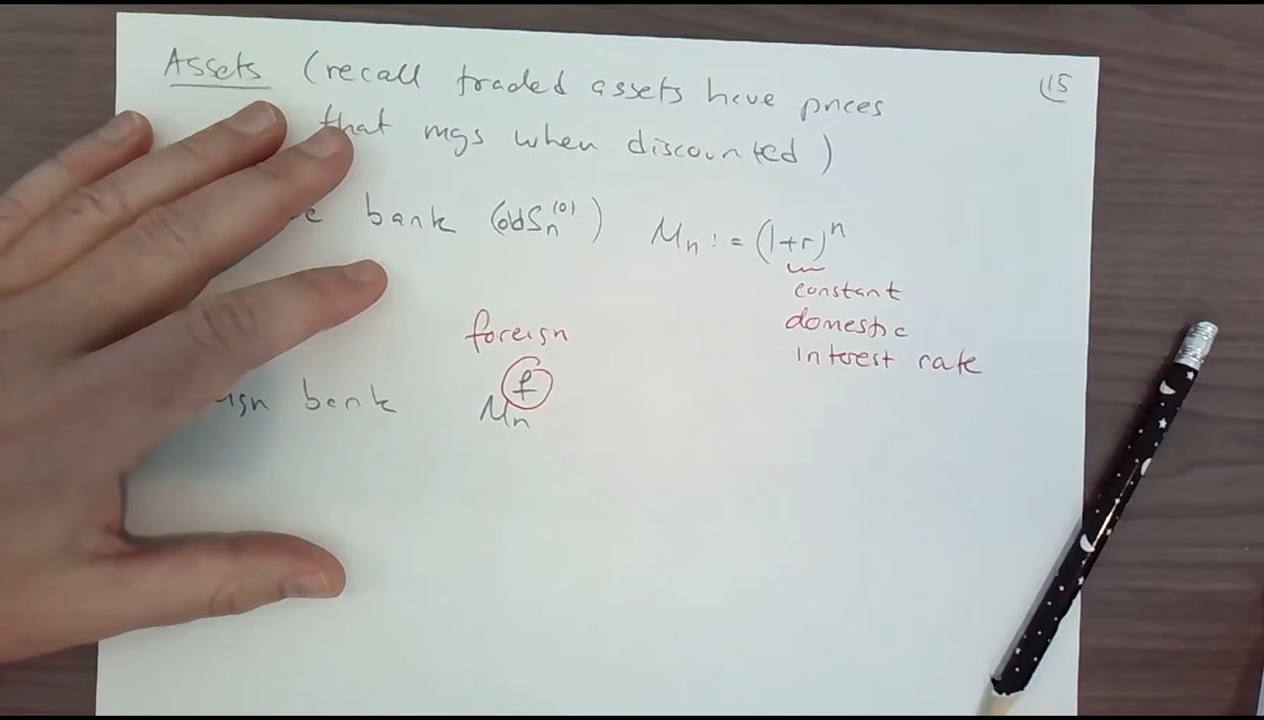 Assets (recall traded assets have prices
15
that mgs when discounted)
bank (old S_n^{(0)}) M_n := (1+r)^n
constant
domestic
interest rate
foreign
bank M_n^f